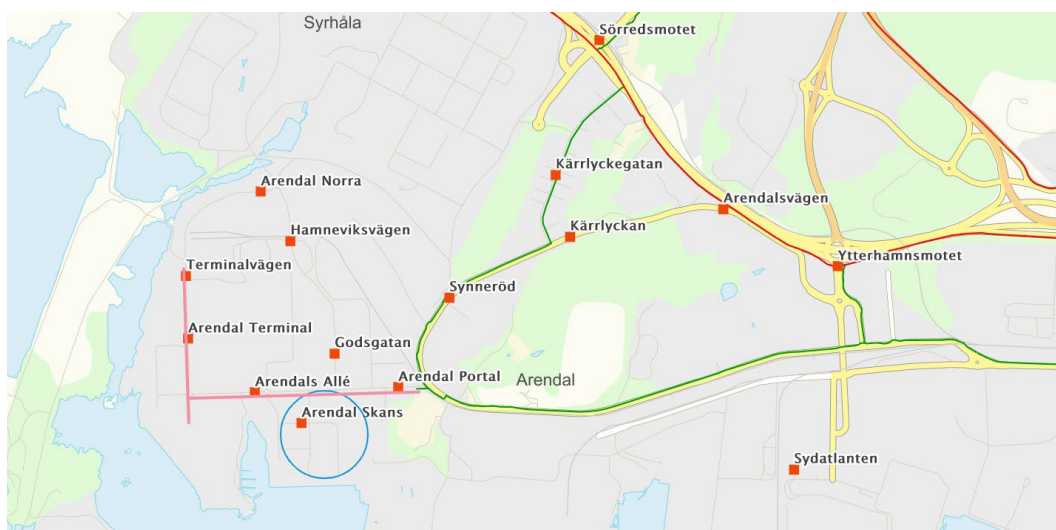 Syrhåla
Sörredsmotet
Kärrlyckegatan
Arendal Norra
Arendalsvägen
Hamneviksvägen
Kärrlyckan
Terminalvägen
Ytterhamnsmotet
Synneröd
Arendal Terminal
Godsgatan
Arendals Allé
Arendal Portal
Arendal
Arendal Skans
Sydatlanten